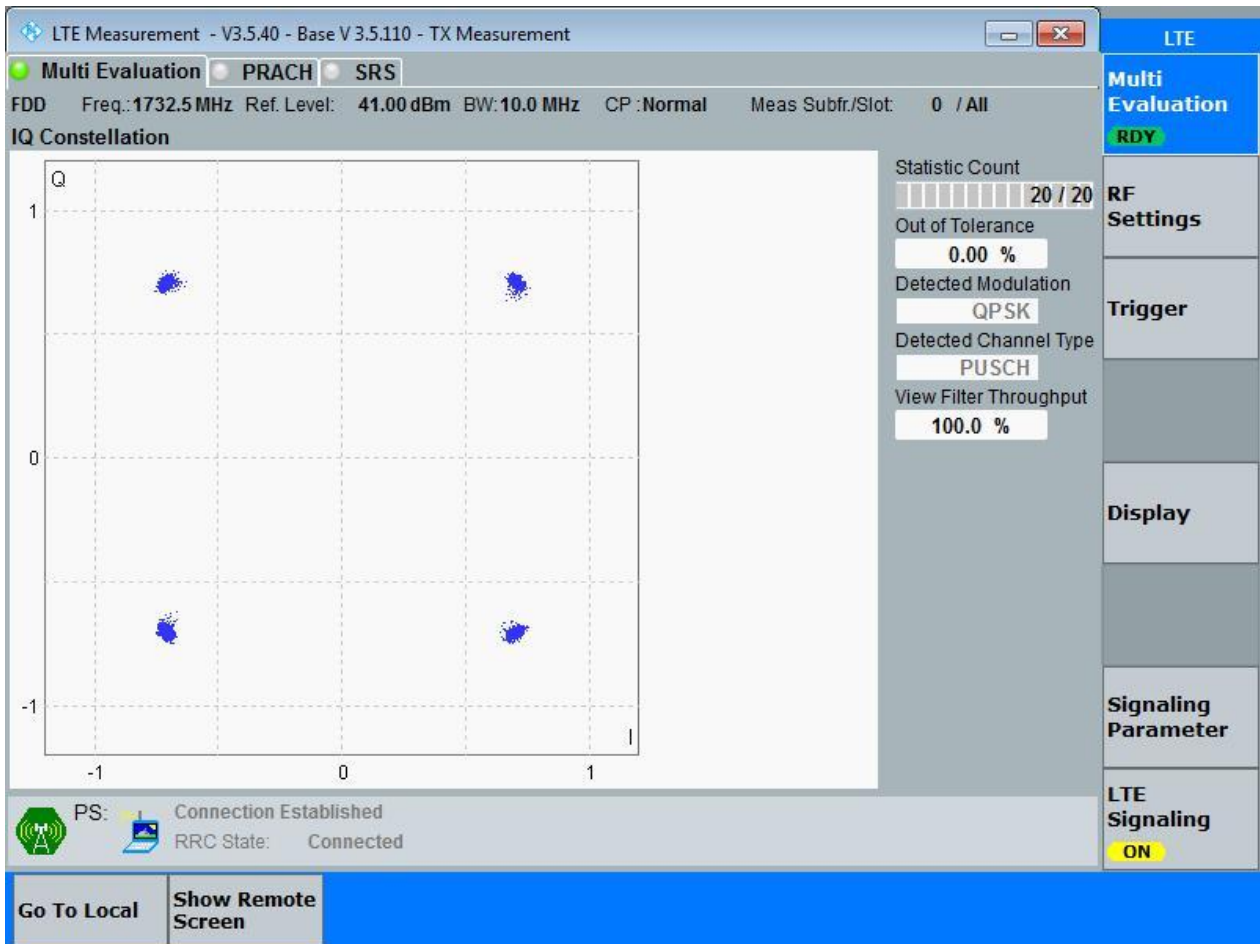 LTE Measurement - V3.5.40 - Base V 3.5.110 - TX Measurement
LTE
Multi Evaluation PRACH SRS
Multi
Evaluation
RDY
FDD Freq.: 1732.5 MHz Ref. Level: 41.00 dBm BW: 10.0 MHz CP : Normal Meas Subfr./Slot: 0 / All
IQ Constellation
Q
1
0
-1
I
-1 0 1
Statistic Count
20 / 20
Out of Tolerance
0.00 %
Detected Modulation
QPSK
Detected Channel Type
PUSCH
View Filter Throughput
100.0 %
RF
Settings
Trigger
Display
Signaling
Parameter
LTE
Signaling
ON
PS: Connection Established
RRC State: Connected
Go To Local
Show Remote
Screen